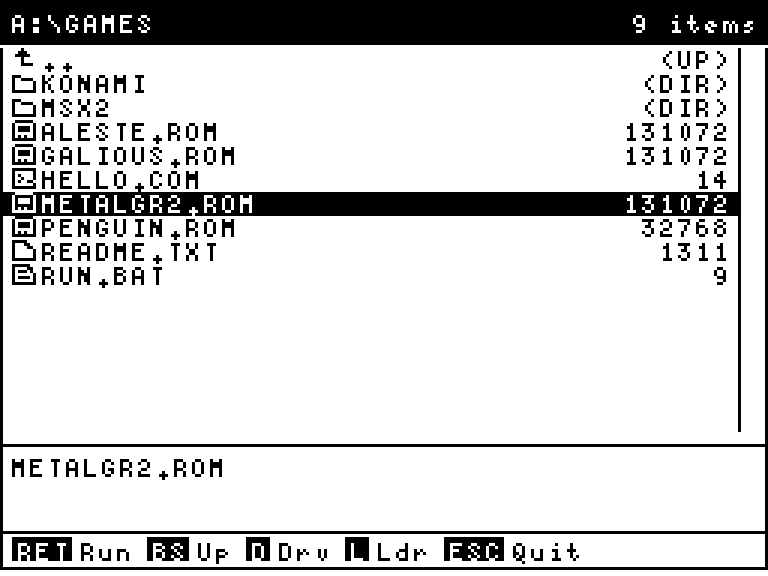 A:\GAMES 9 items
.. <UP>
KONAMI <DIR>
MSX2 <DIR>
ALESTE.ROM 131072
GALIOUS.ROM 131072
HELLO.COM 14
METALGR2.ROM 131072
PENGUIN.ROM 32768
README.TXT 1311
RUN.BAT 9
METALGR2.ROM
RET Run BS Up D Drv L Ldr ESC Quit